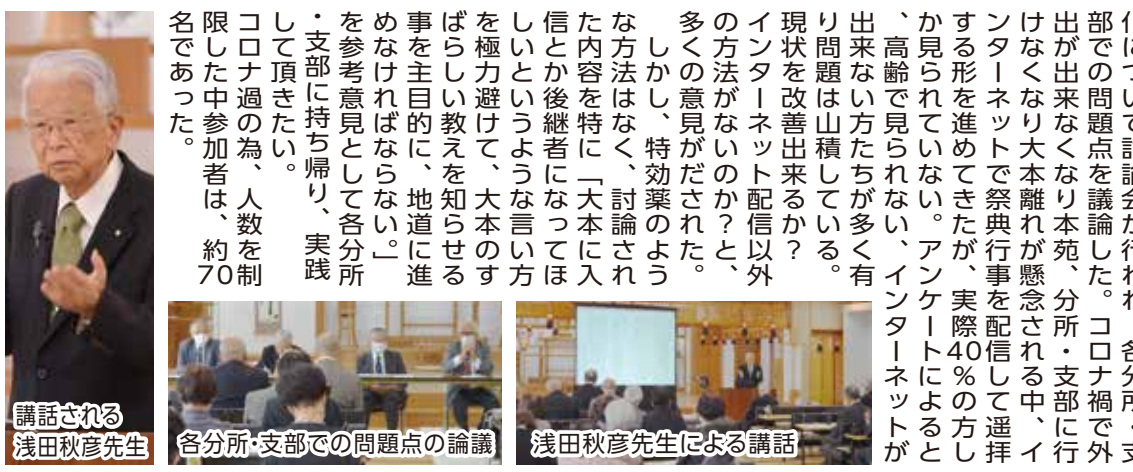 について討論会が行われ　各分所・支
部での問題点を議論した。コロナ禍で外
出が出来なくなり本苑、分所・支部に行
けなくなり大本離れが懸念される中、イ
ンターネットで祭典行事を配信して遥拝
する形を進めてきたが、実際40%の方し
か見られていない。アンケートによると
、高齢で見られない、インターネットが
出来ない方たちが多く有
り問題は山積している。
現状を改善出来るか?
インターネット配信以外
の方法がないのか?と、
多くの意見がだされた。
　しかし、特効薬のよう
な方法はなく、討論され
た内容を特に「大本に入
信とか後継者になってほ
しいというような言い方
を極力避けて、大本のす
ばらしい教えを知らせる
事を主目的に、地道に進
めなければならない。」
を参考意見として各分所
・支部に持ち帰り、実践
して頂きたい。
コロナ過の為、人数を制
限した中参加者は、約70
名であった。
浅田秋彦先生による講話
各分所・支部での問題点の論議
講話される
浅田秋彦先生